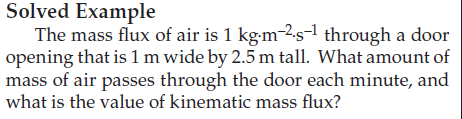 Solved Example
The mass flux of air is 1 kg·m⁻²·s⁻¹ through a door
opening that is 1 m wide by 2.5 m tall. What amount of
mass of air passes through the door each minute, and
what is the value of kinematic mass flux?